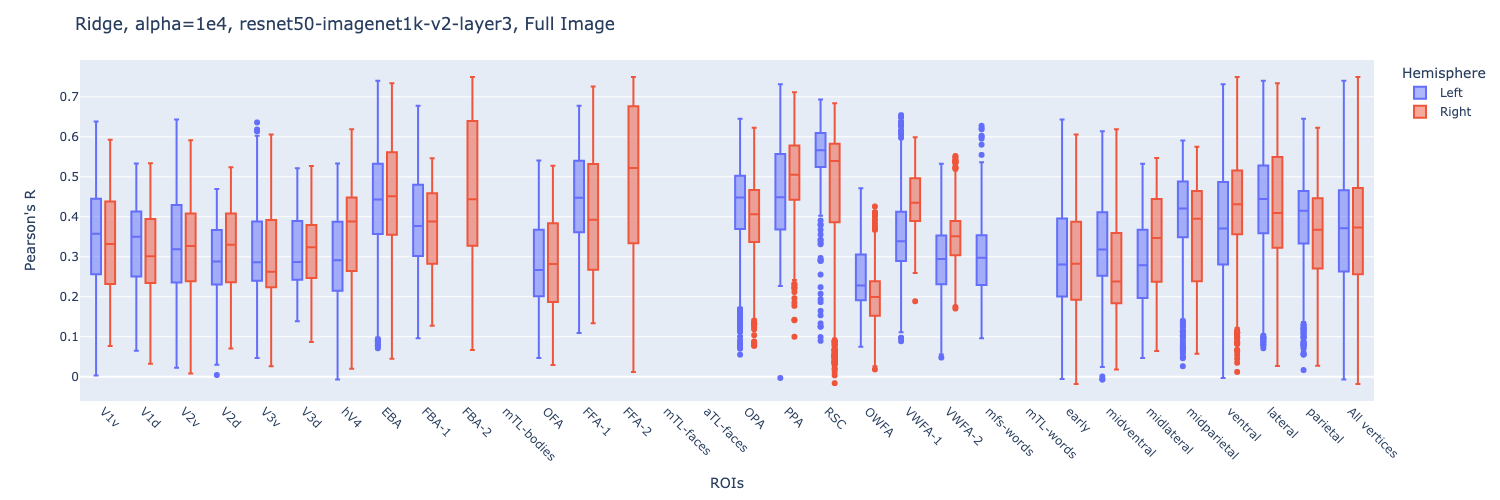 Ridge, alpha=1e4, resnet50-imagenet1k-v2-layer3, Full Image
Hemisphere
Left
Right
Pearson's R
0.7
0.6
0.5
0.4
0.3
0.2
0.1
0
V1v
V1d
V2v
V2d
V3v
V3d
hV4
EBA
FBA-1
FBA-2
mTL-bodies
OFA
FFA-1
FFA-2
mTL-faces
aTL-faces
OPA
PPA
RSC
OWFA
VWFA-1
VWFA-2
mfs-words
mTL-words
early
midventral
midlateral
midparietal
ventral
lateral
parietal
All vertices
ROIs